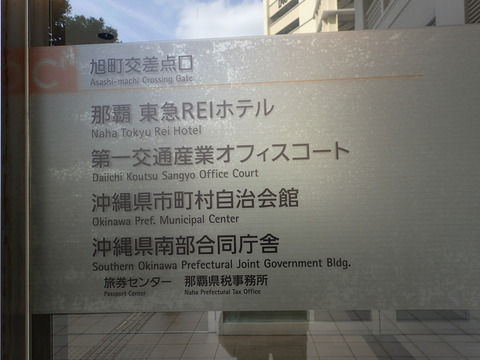 C
旭町交差点口
Asashi-machi Crossing Gate
那覇 東急REIホテル
Naha Tokyu Rei Hotel
第一交通産業オフィスコート
Daiichi Koutsu Sangyo Office Court
沖縄県市町村自治会館
Okinawa Pref. Municipal Center
沖縄県南部合同庁舎
Southern Okinawa Prefectural Joint Government Bldg.
旅券センター 那覇県税事務所
Passport Center Naha Prefectural Tax Office